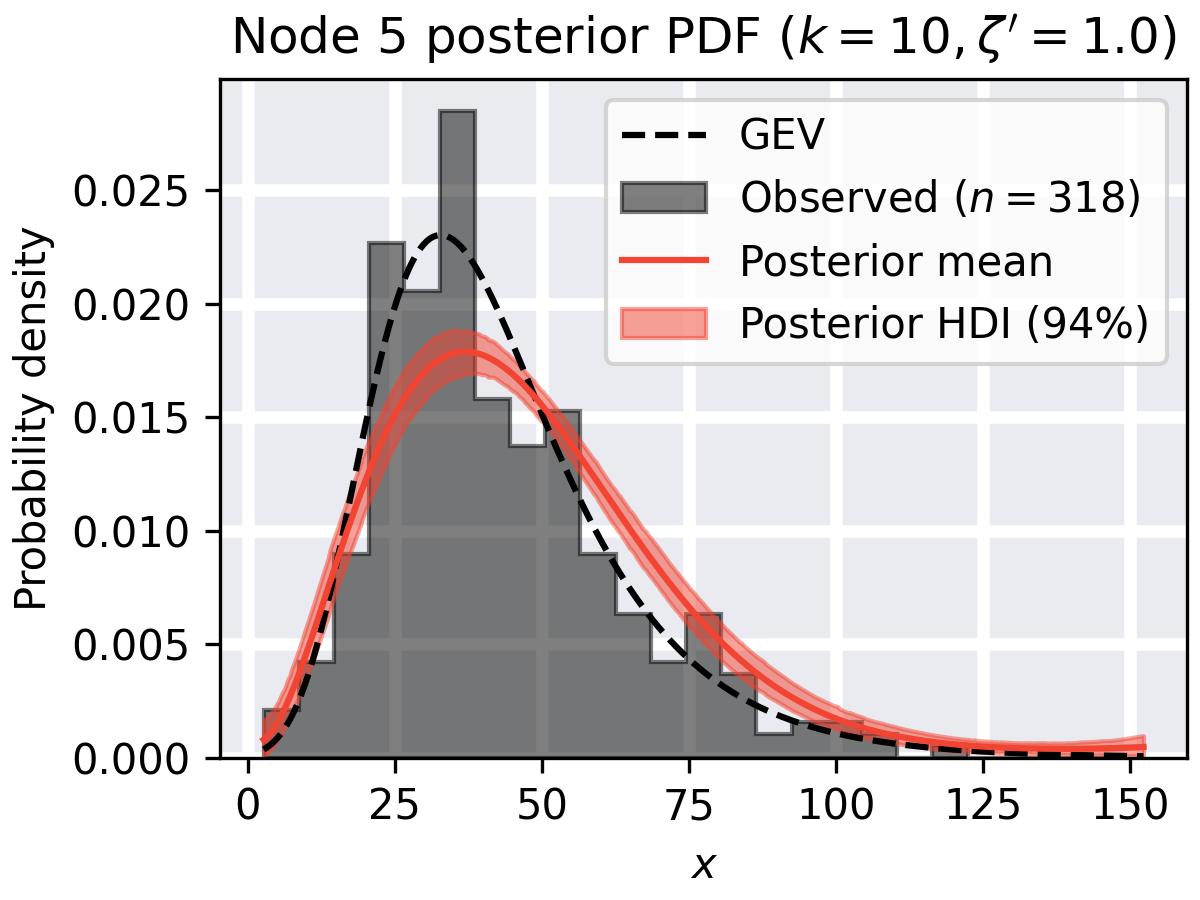 Node 5 posterior PDF (k = 10, ζ′ = 1.0)
GEV
Observed (n = 318)
Posterior mean
Posterior HDI (94%)
Probability density
0.025
0.020
0.015
0.010
0.005
0.000
0 25 50 75 100 125 150
x